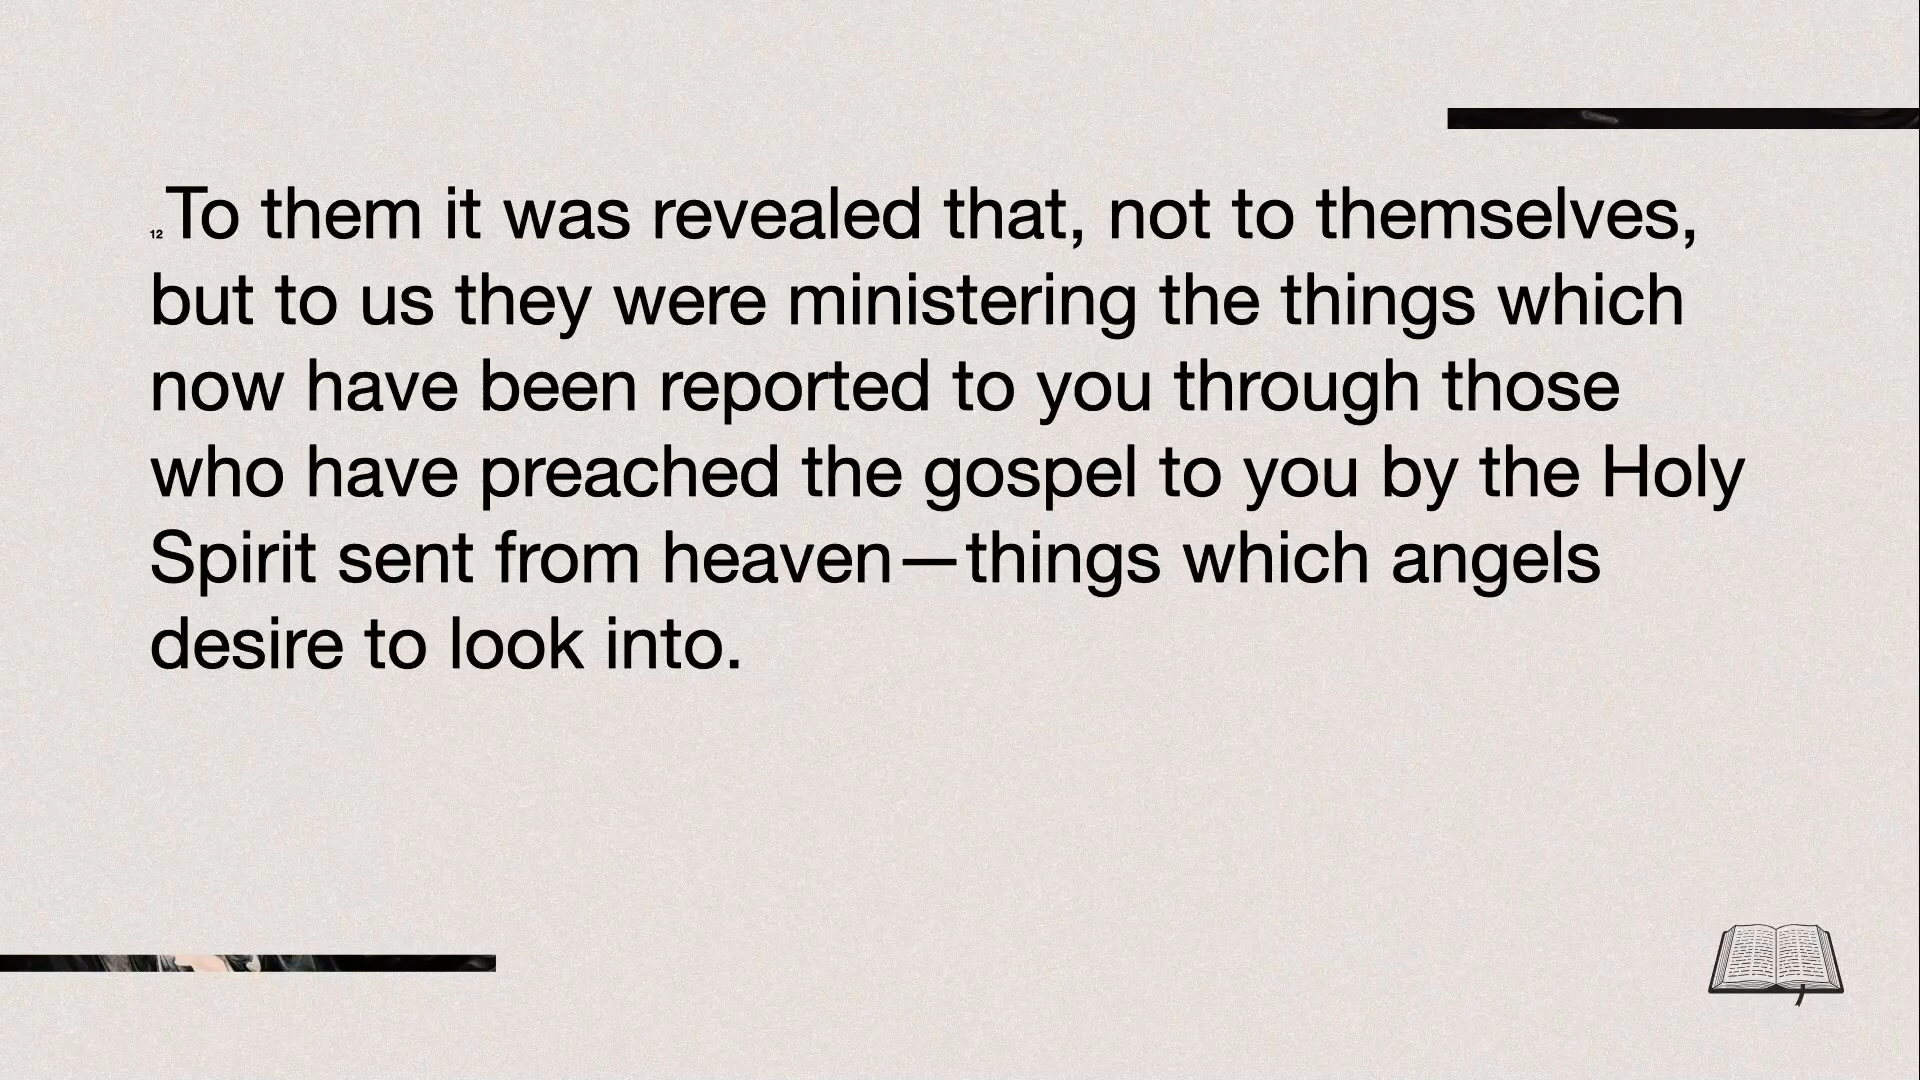 12 To them it was revealed that, not to themselves,
but to us they were ministering the things which
now have been reported to you through those
who have preached the gospel to you by the Holy
Spirit sent from heaven—things which angels
desire to look into.